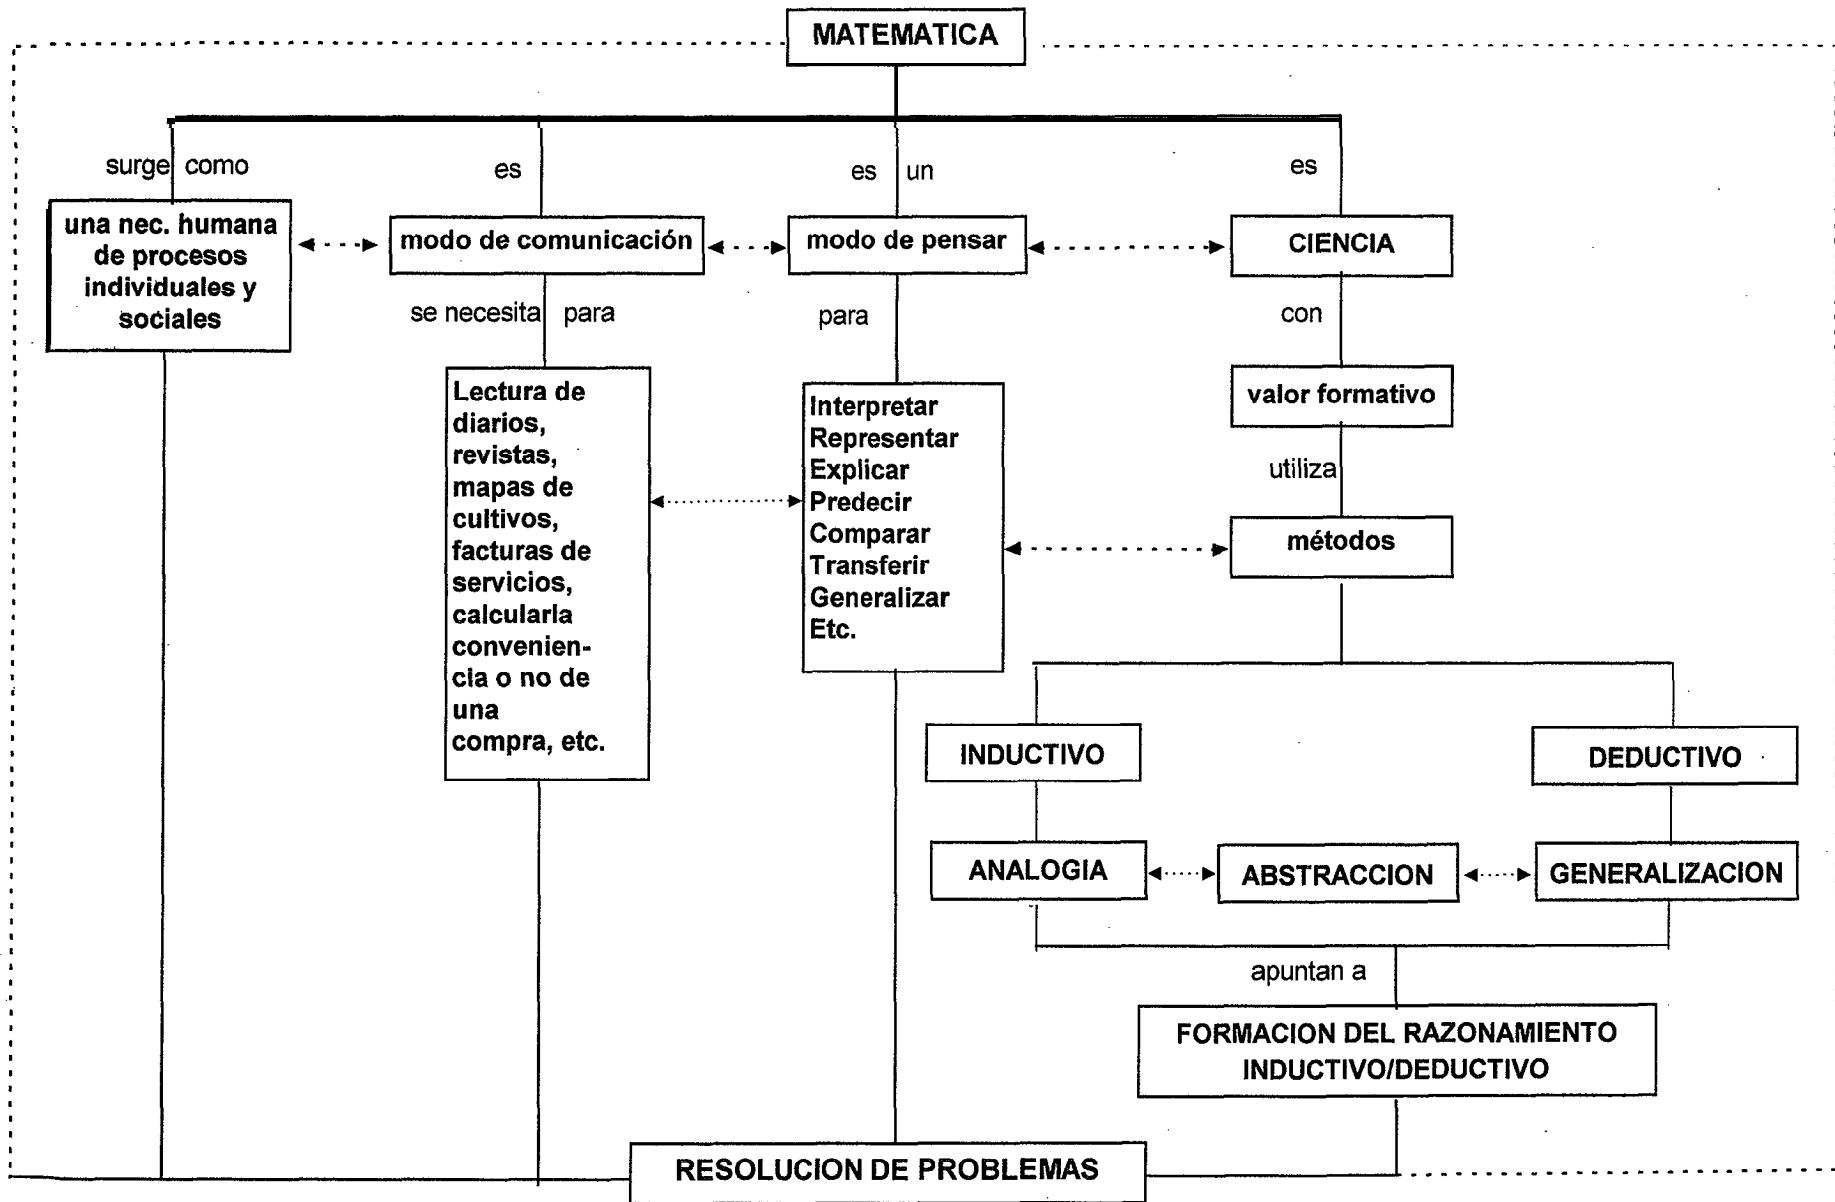 MATEMATICA
surge como
es
es un
es
una nec. humana
de procesos
individuales y
sociales
modo de comunicación
modo de pensar
CIENCIA
se necesita para
para
con
Lectura de
diarios,
revistas,
mapas de
cultivos,
facturas de
servicios,
calcularla
convenien-
cia o no de
una
compra, etc.
Interpretar
Representar
Explicar
Predecir
Comparar
Transferir
Generalizar
Etc.
valor formativo
utiliza
métodos
INDUCTIVO
DEDUCTIVO
ANALOGIA
ABSTRACCION
GENERALIZACION
apuntan a
FORMACION DEL RAZONAMIENTO
INDUCTIVO/DEDUCTIVO
RESOLUCION DE PROBLEMAS